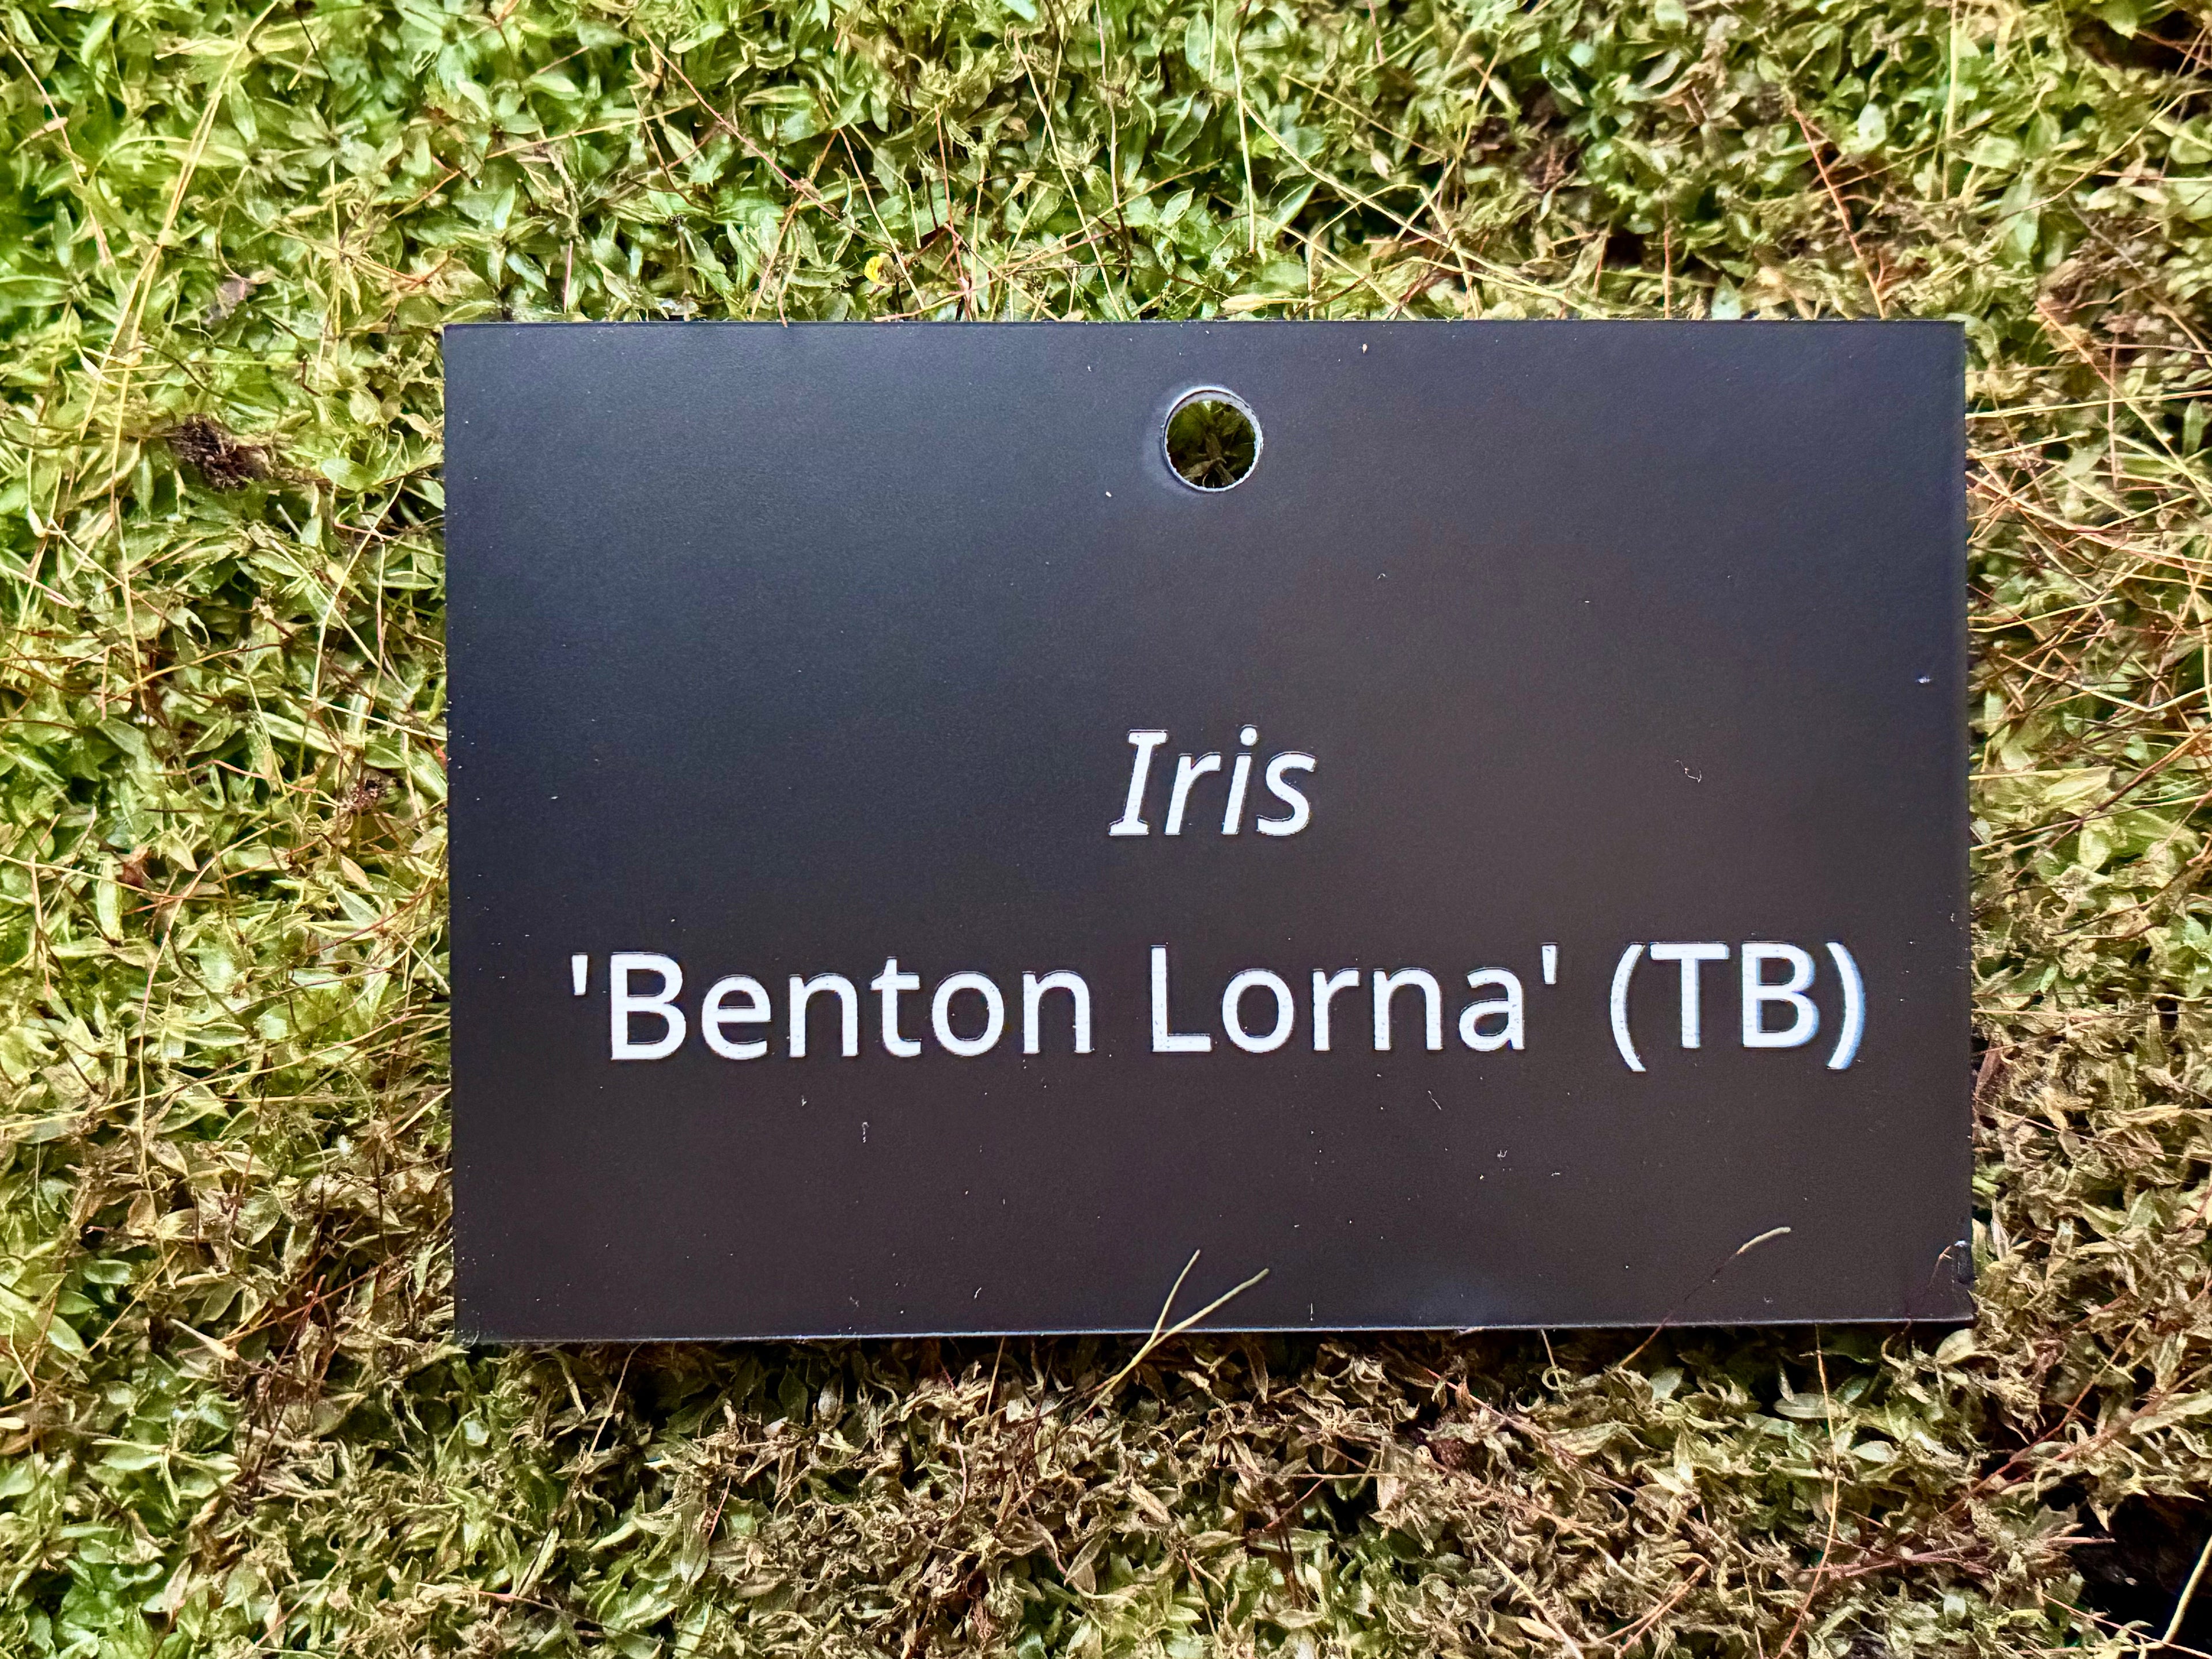 Iris
'Benton Lorna' (TB)